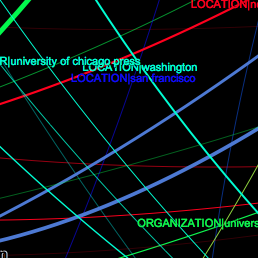 LOCATION|n
R|university of chicago press
LOCATION|washington
LOCATION|san francisco
ORGANIZATION|univers